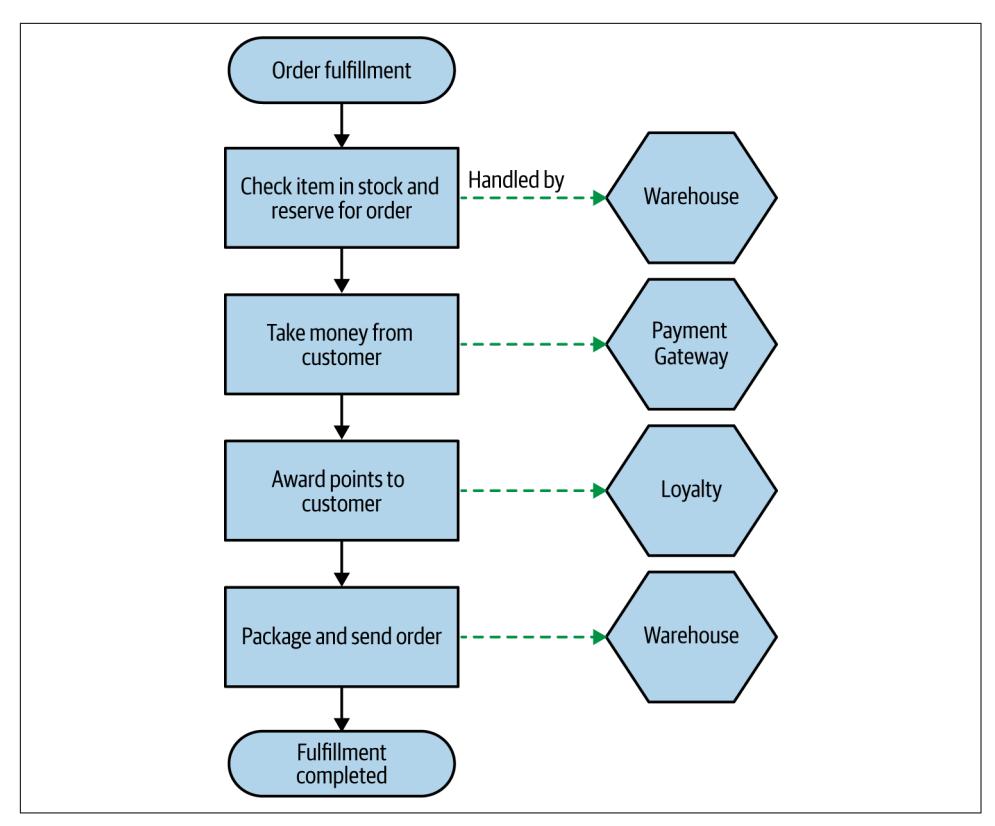 Order fulfillment
Check item in stock and
reserve for order
Handled by
Warehouse
Take money from
customer
Payment
Gateway
Award points to
customer
Loyalty
Package and send order
Warehouse
Fulfillment
completed